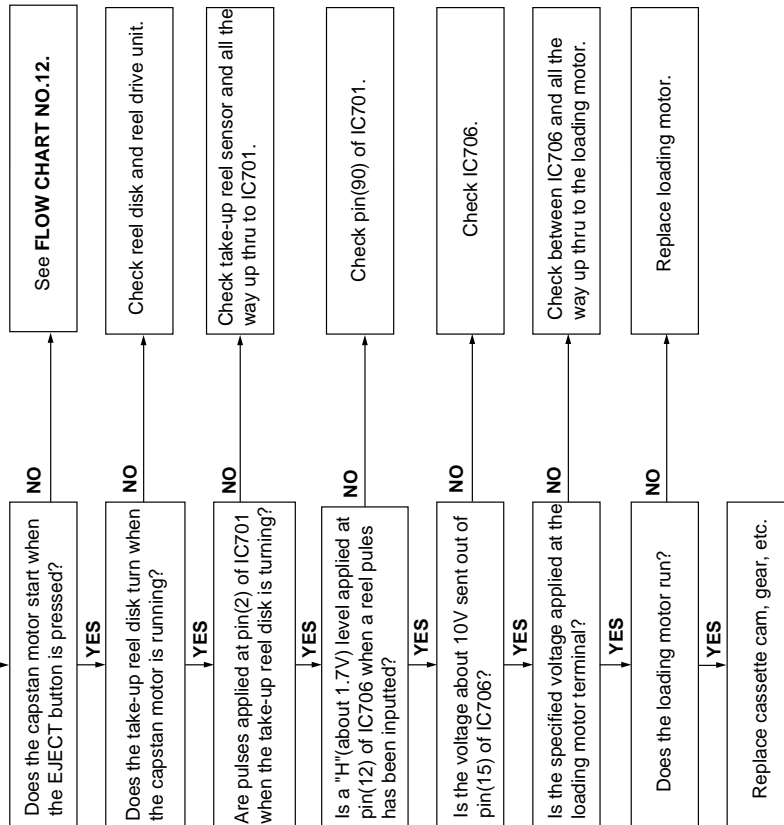 Does the capstan motor start when
the EJECT button is pressed?
NO
See FLOW CHART NO.12.
YES
Does the take-up reel disk turn when
the capstan motor is running?
NO
Check reel disk and reel drive unit.
YES
Are pulses applied at pin(2) of IC701
when the take-up reel disk is turning?
NO
Check take-up reel sensor and all the
way up thru to IC701.
YES
Is a "H"(about 1.7V) level applied at
pin(12) of IC706 when a reel pules
has been inputted?
NO
Check pin(90) of IC701.
YES
Is the voltage about 10V sent out of
pin(15) of IC706?
NO
Check IC706.
YES
Is the specified voltage applied at the
loading motor terminal?
NO
Check between IC706 and all the
way up thru to the loading motor.
YES
Does the loading motor run?
NO
Replace loading motor.
YES
Replace cassette cam, gear, etc.